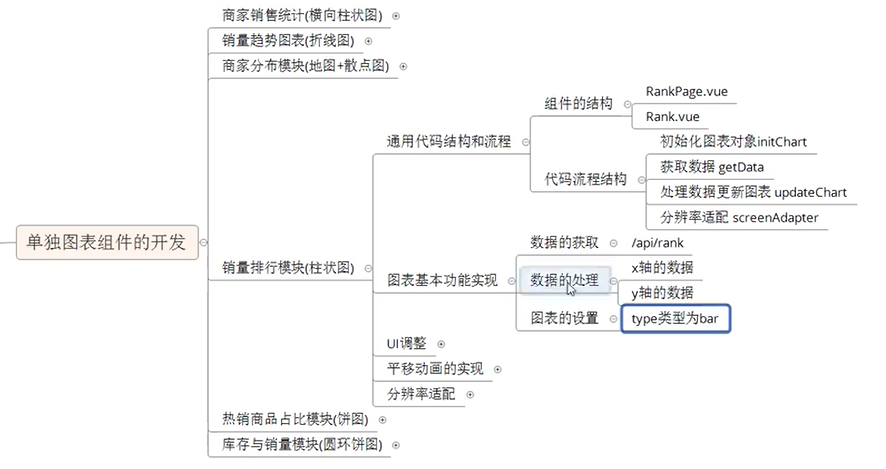 商家销售统计(横向柱状图)
销量趋势图表(折线图)
商家分布模块(地图+散点图)
RankPage.vue
组件的结构
Rank.vue
通用代码结构和流程
初始化图表对象initChart
获取数据 getData
代码流程结构
处理数据更新图表 updateChart
分辨率适配 screenAdapter
单独图表组件的开发
数据的获取
/api/rank
销量排行模块(柱状图)
x轴的数据
图表基本功能实现
数据的处理
y轴的数据
图表的设置
type类型为bar
UI调整
平移动画的实现
分辨率适配
热销商品占比模块(饼图)
库存与销量模块(圆环饼图)